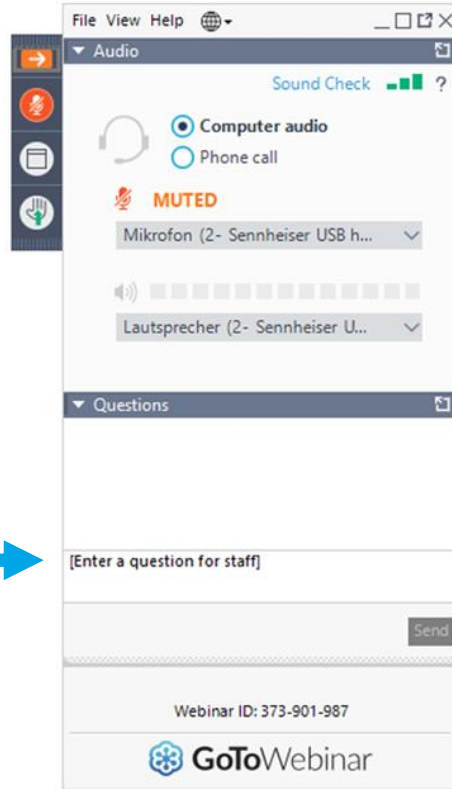 File View Help
Audio
Sound Check ?
Computer audio
Phone call
MUTED
Mikrofon (2- Sennheiser USB h...
Lautsprecher (2- Sennheiser U...
Questions
[Enter a question for staff]
Send
Webinar ID: 373-901-987
GoToWebinar